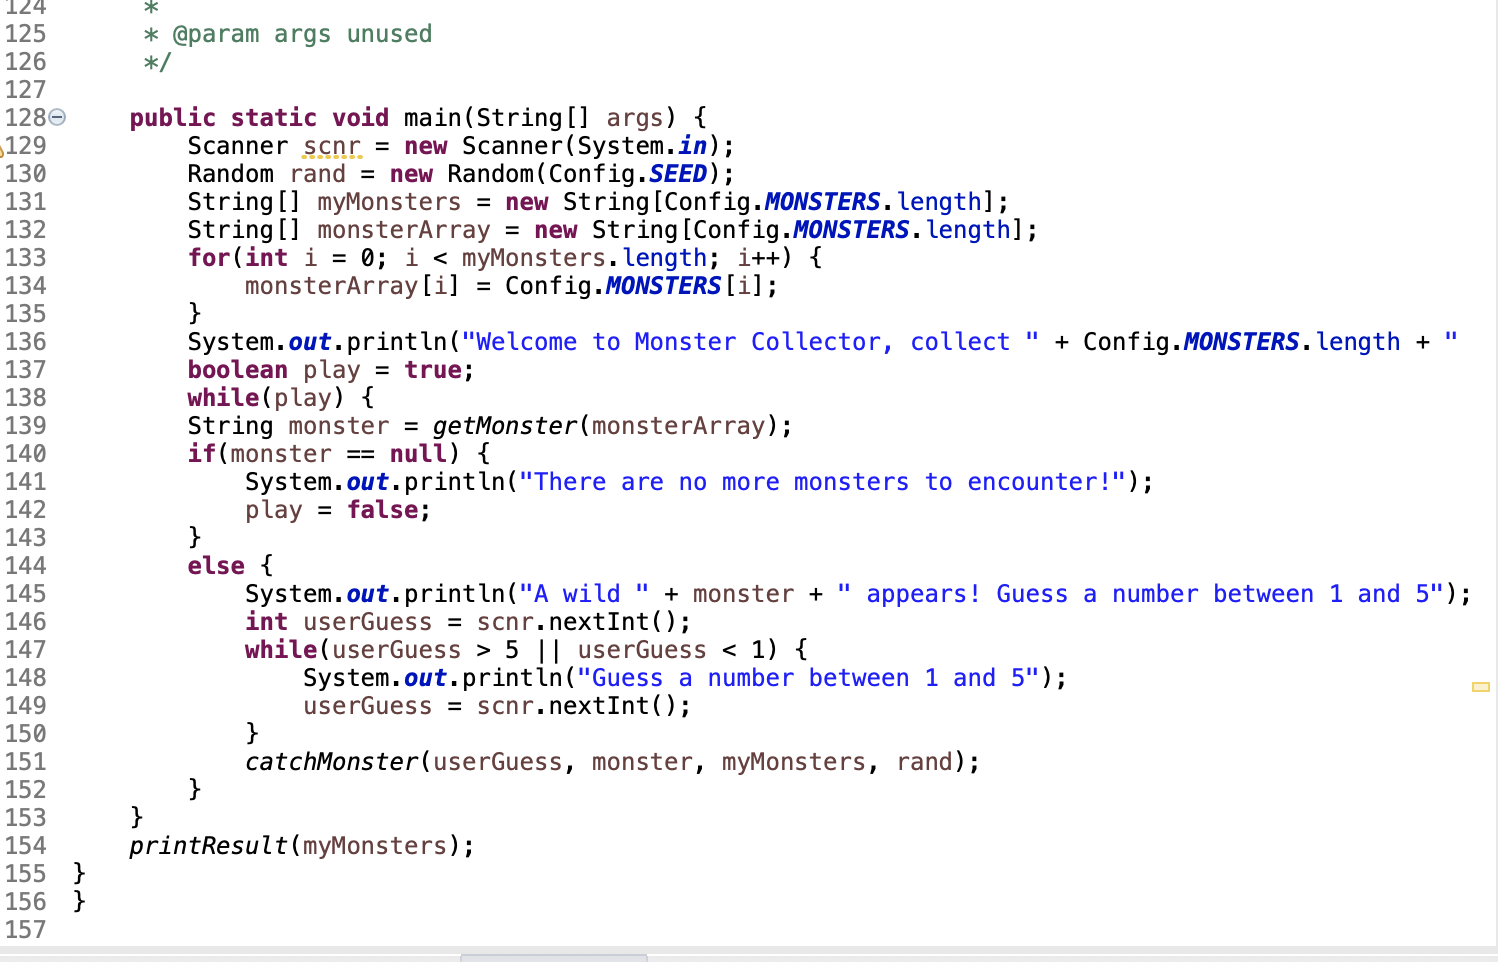 124 *
125 * @param args unused
126 */
127
128 public static void main(String[] args) {
129 Scanner scnr = new Scanner(System.in);
130 Random rand = new Random(Config.SEED);
131 String[] myMonsters = new String[Config.MONSTERS.length];
132 String[] monsterArray = new String[Config.MONSTERS.length];
133 for(int i = 0; i < myMonsters.length; i++) {
134 monsterArray[i] = Config.MONSTERS[i];
135 }
136 System.out.println("Welcome to Monster Collector, collect " + Config.MONSTERS.length + "
137 boolean play = true;
138 while(play) {
139 String monster = getMonster(monsterArray);
140 if(monster == null) {
141 System.out.println("There are no more monsters to encounter!");
142 play = false;
143 }
144 else {
145 System.out.println("A wild " + monster + " appears! Guess a number between 1 and 5");
146 int userGuess = scnr.nextInt();
147 while(userGuess > 5 || userGuess < 1) {
148 System.out.println("Guess a number between 1 and 5");
149 userGuess = scnr.nextInt();
150 }
151 catchMonster(userGuess, monster, myMonsters, rand);
152 }
153 }
154 printResult(myMonsters);
155 }
156 }
157